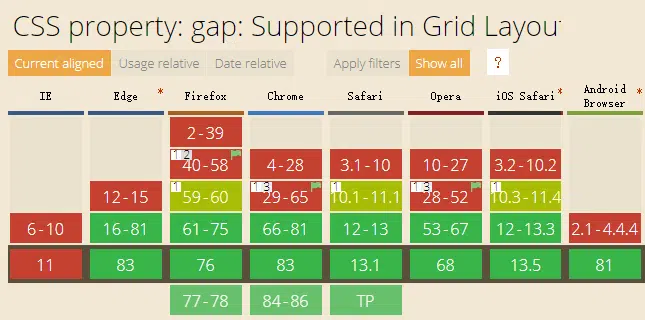 CSS property: gap: Supported in Grid Layou
Current aligned Usage relative Date relative Apply filters Show all ?
IE Edge * Firefox Chrome Safari Opera iOS Safari * Android Browser *
2-39
1 2 40-58 4-28 3.1-10 10-27 3.2-10.2
12-15 1 59-60 1 3 29-65 1 10.1-11.1 1 3 28-52 1 10.3-11.4
6-10 16-81 61-75 66-81 12-13 53-67 12-13.3 2.1-4.4.4
11 83 76 83 13.1 68 13.5 81
77-78 84-86 TP